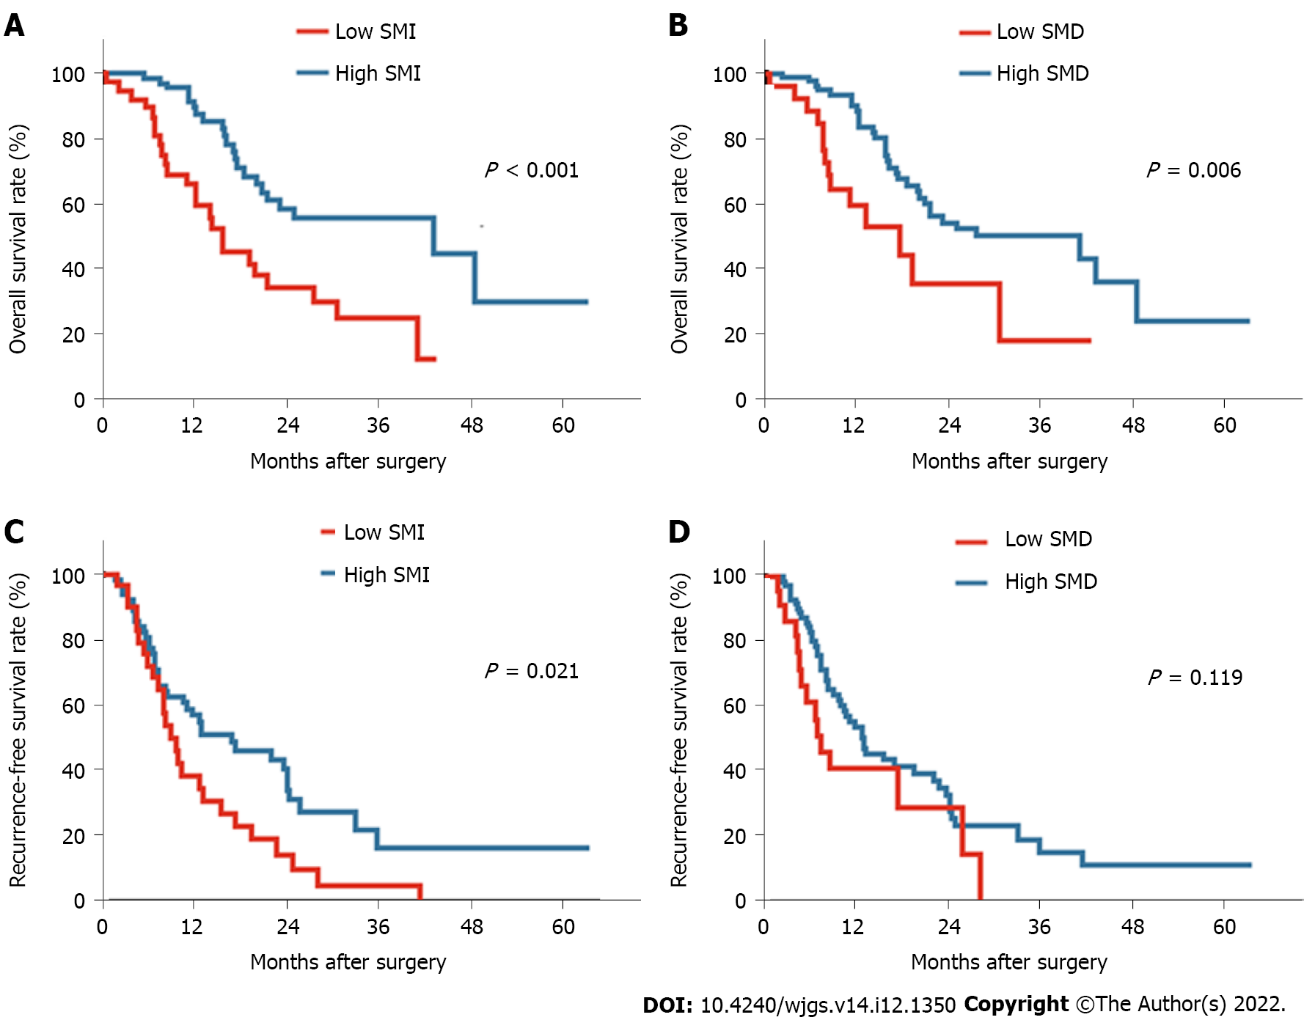 A
Low SMI
High SMI
Overall survival rate (%)
100
80
60
40
20
0
P < 0.001
0 12 24 36 48 60
Months after surgery
B
Low SMD
High SMD
Overall survival rate (%)
100
80
60
40
20
0
P = 0.006
0 12 24 36 48 60
Months after surgery
C
Low SMI
High SMI
Recurrence-free survival rate (%)
100
80
60
40
20
0
P = 0.021
0 12 24 36 48 60
Months after surgery
D
Low SMD
High SMD
Recurrence-free survival rate (%)
100
80
60
40
20
0
P = 0.119
0 12 24 36 48 60
Months after surgery
DOI: 10.4240/wjgs.v14.i12.1350 Copyright ©The Author(s) 2022.